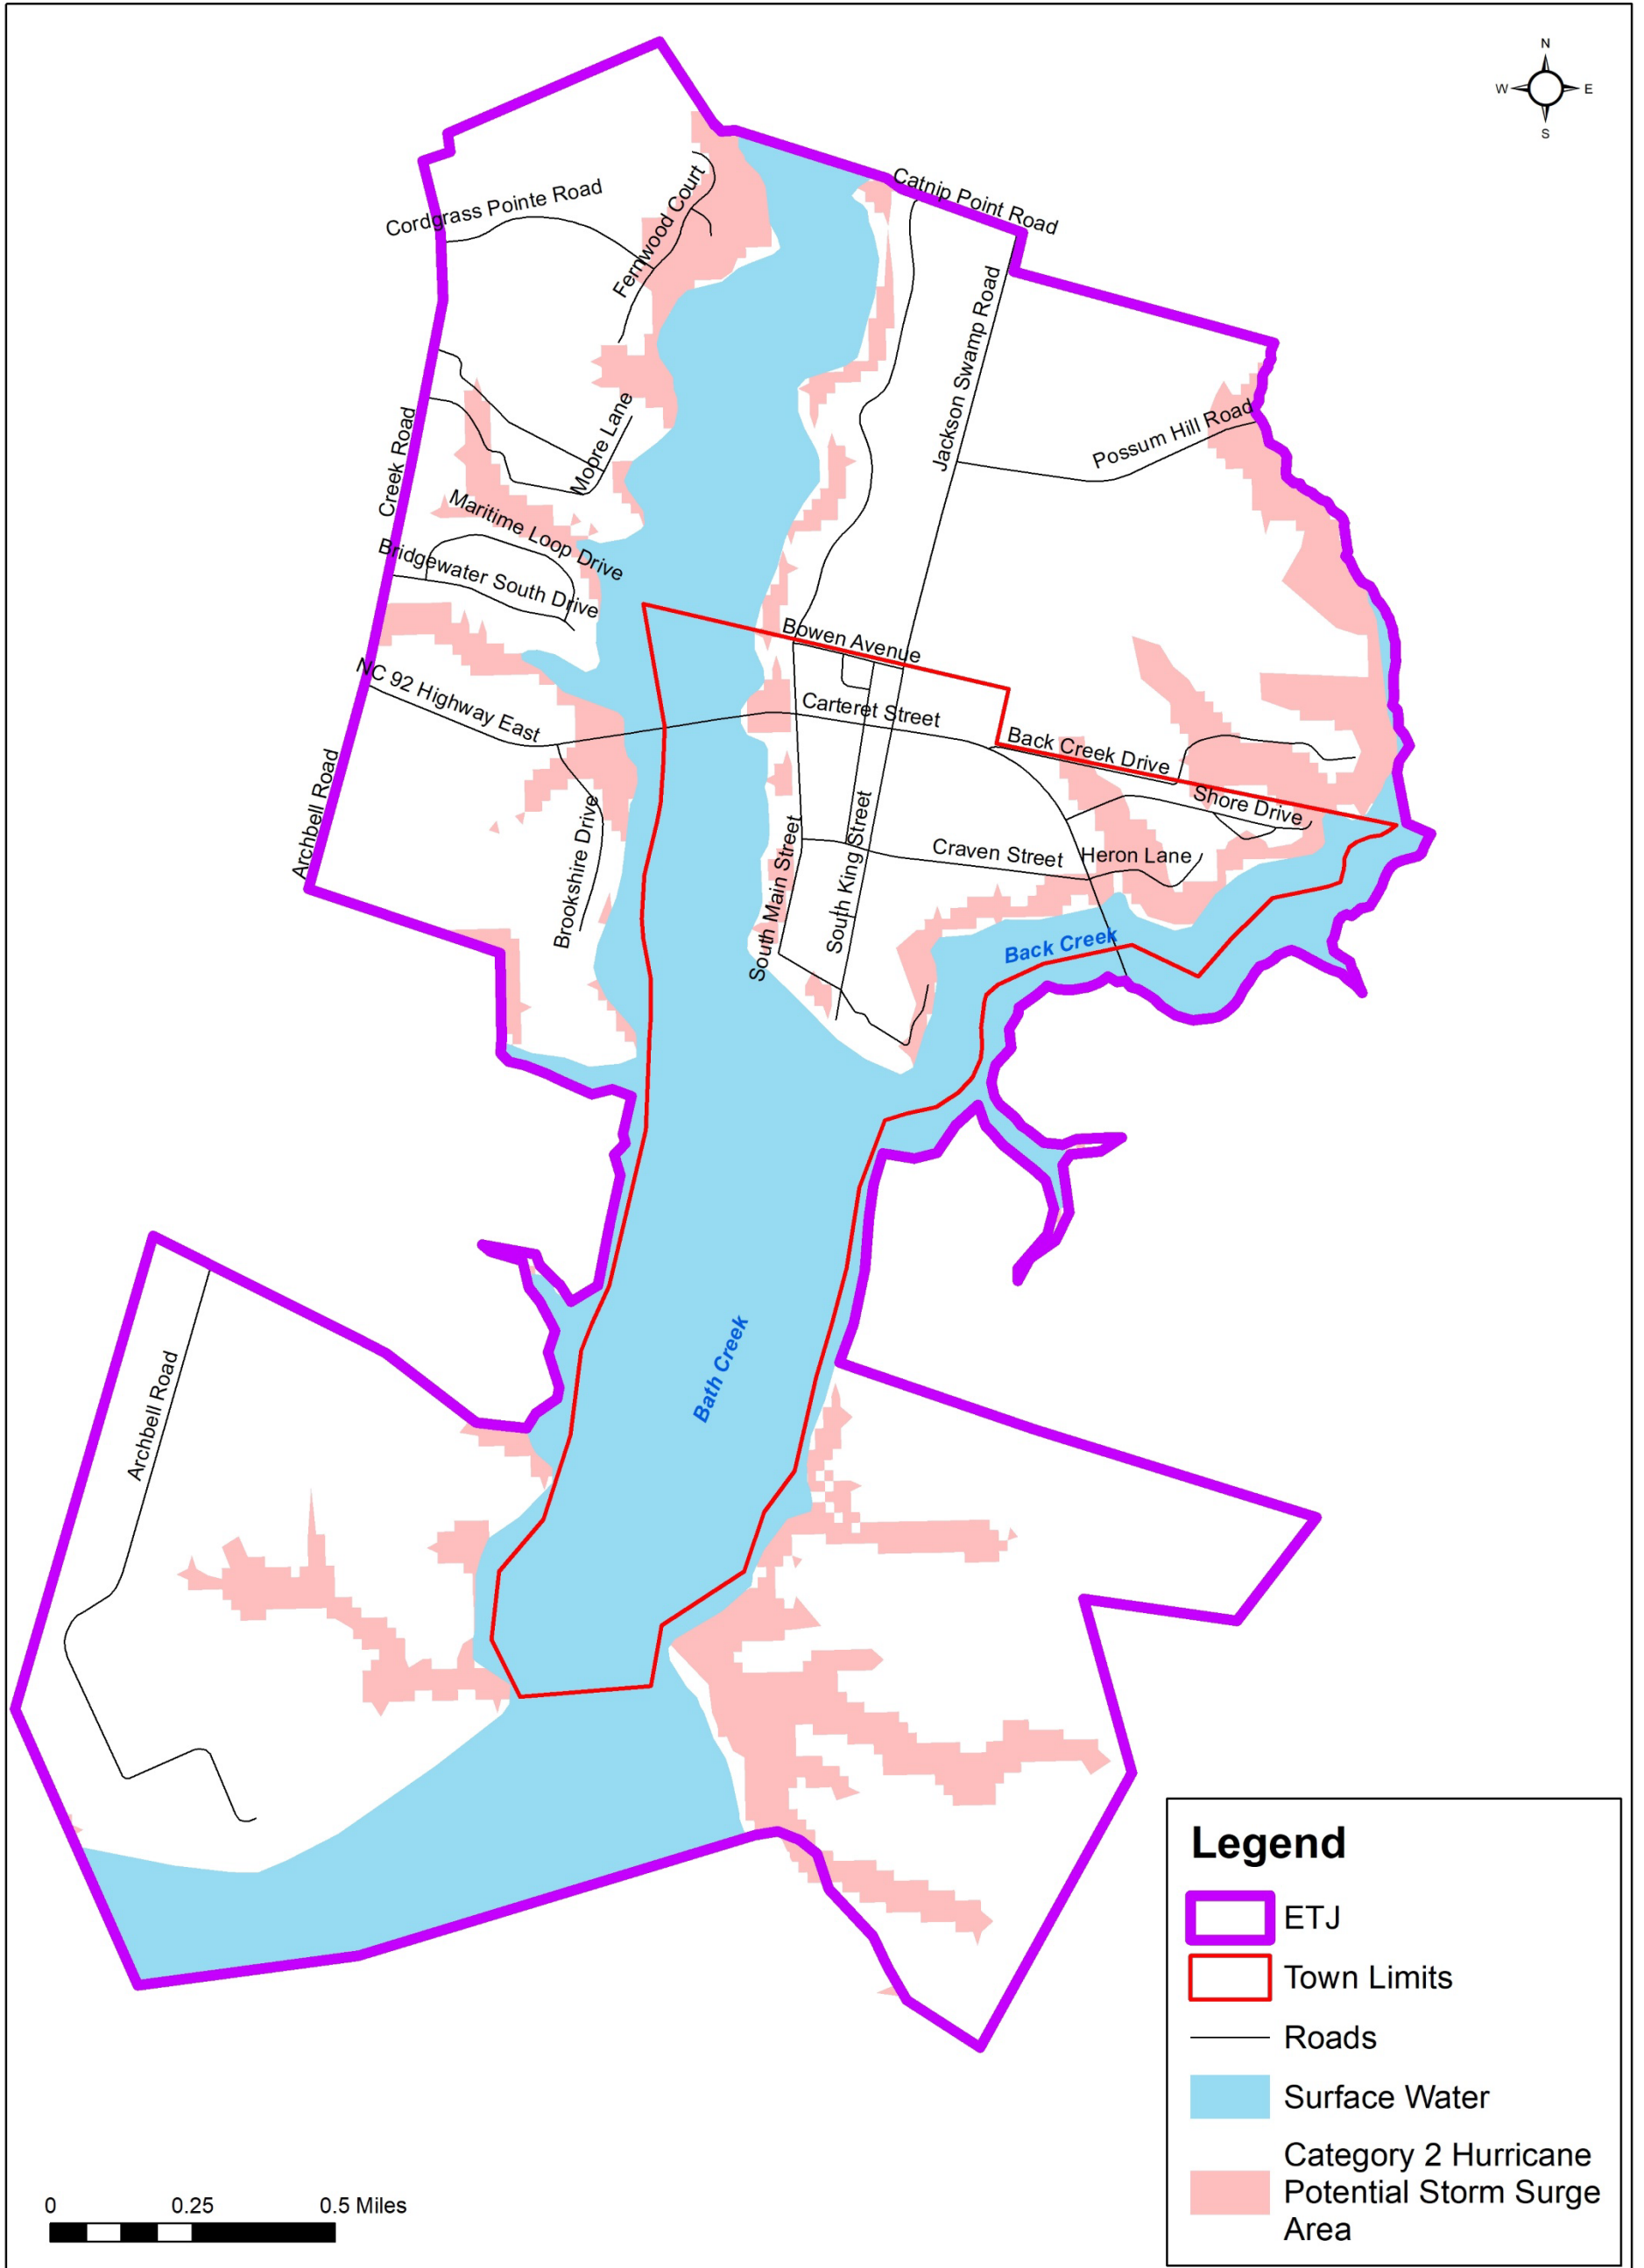 N
W E
S
Catnip Point Road
Cordgrass Pointe Road
Fernwood Court
Jackson Swamp Road
Possum Hill Road
Moore Lane
Creek Road
Maritime Loop Drive
Bridgewater South Drive
Bowen Avenue
NC 92 Highway East
Carteret Street
Back Creek Drive
Shore Drive
Archbell Road
Brookshire Drive
South Main Street
South King Street
Craven Street
Heron Lane
Back Creek
Bath Creek
Archbell Road
Legend
ETJ
Town Limits
Roads
Surface Water
Category 2 Hurricane
Potential Storm Surge
Area
0 0.25 0.5 Miles